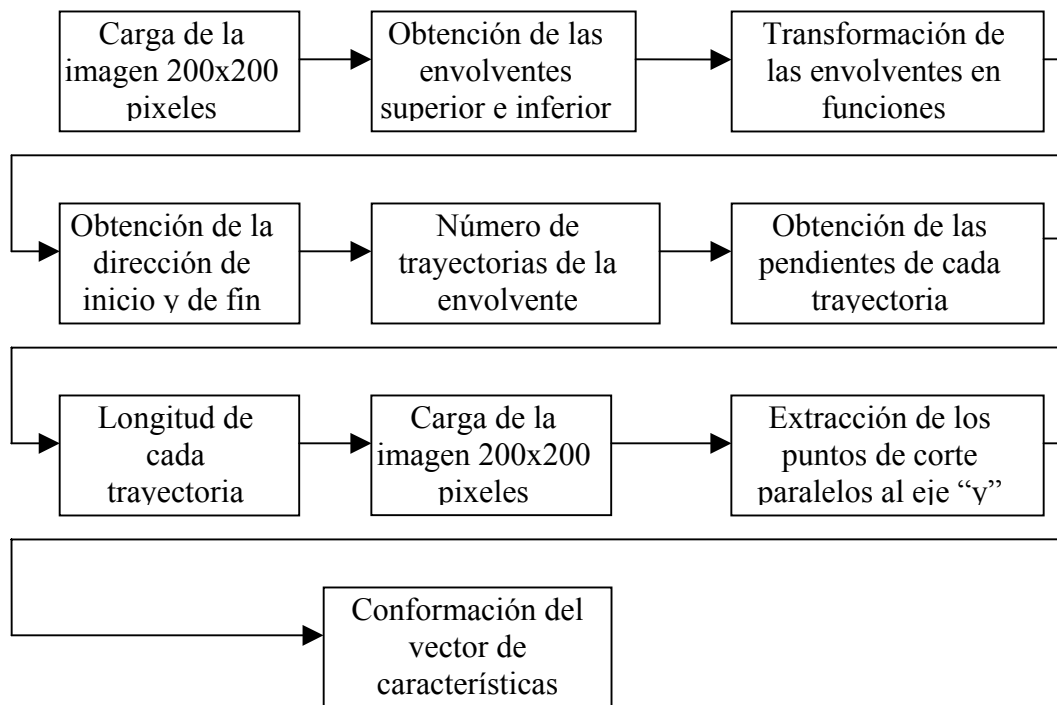 Carga de la
imagen 200x200
pixeles
Obtención de las
envolventes
superior e inferior
Transformación de
las envolventes en
funciones
Obtención de la
dirección de
inicio y de fin
Número de
trayectorias de la
envolvente
Obtención de las
pendientes de cada
trayectoria
Longitud de
cada
trayectoria
Carga de la
imagen 200x200
pixeles
Extracción de los
puntos de corte
paralelos al eje “y”
Conformación del
vector de
características